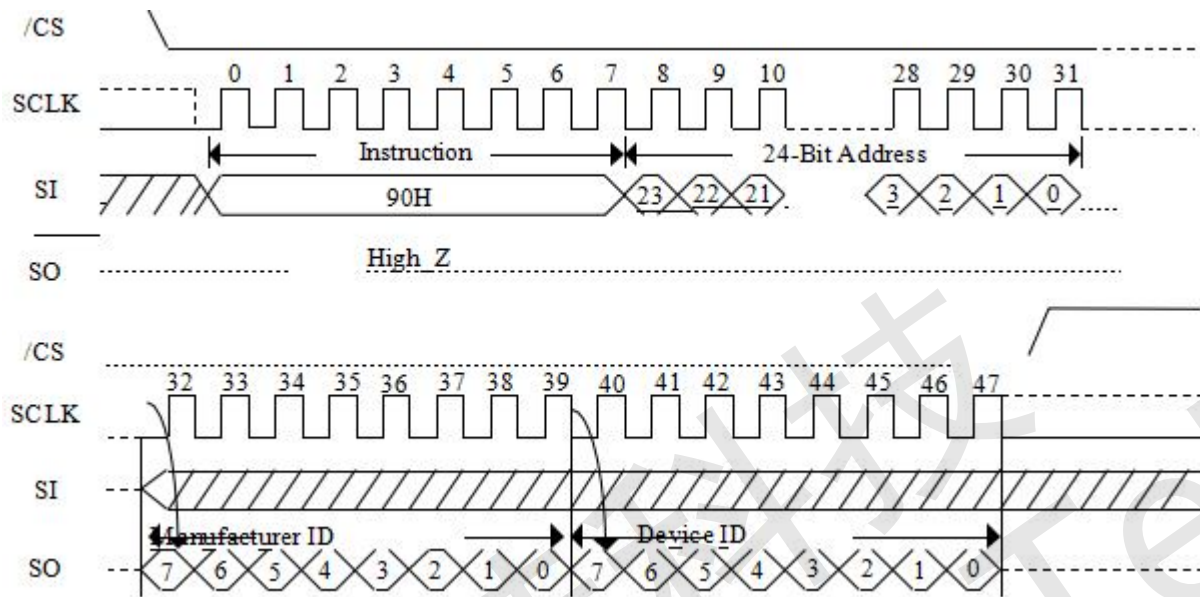 /CS
0 1 2 3 4 5 6 7 8 9 10 28 29 30 31
SCLK
Instruction 24-Bit Address
SI 90H 23 22 21 3 2 1 0
High_Z
SO
/CS
32 33 34 35 36 37 38 39 40 41 42 43 44 45 46 47
SCLK
SI
Manufacturer ID Device ID
SO 7 6 5 4 3 2 1 0 7 6 5 4 3 2 1 0
科技
Te